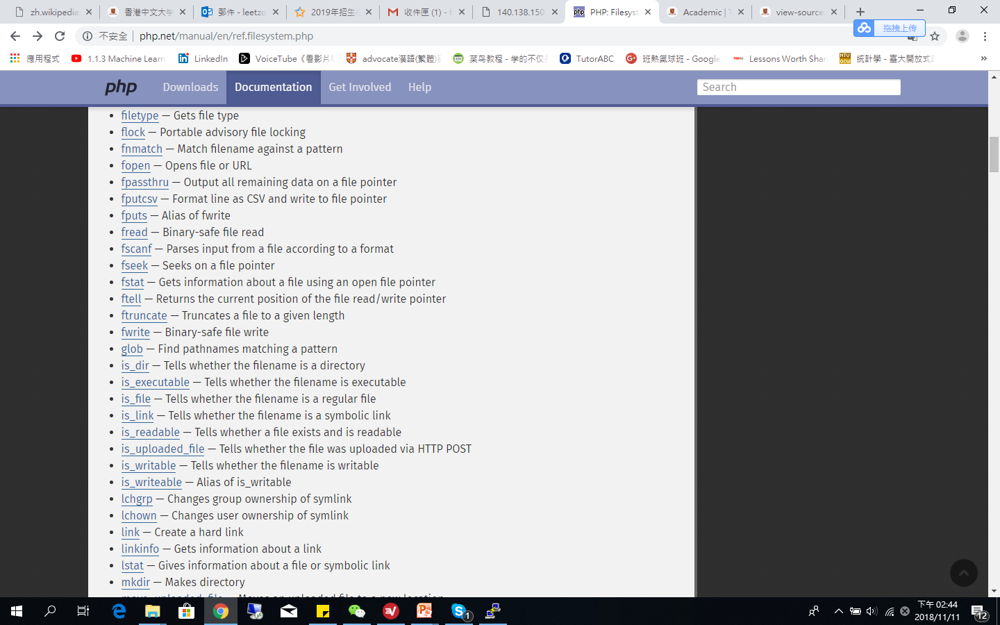 zh.wikipedia
香港中文大學
郵件 - leetzo
2019年招生
收件匣 (1) - f
140.138.150
PHP: Filesyst
Academic | T
view-source
不安全 | php.net/manual/en/ref.filesystem.php
拖拽上传
應用程式
1.1.3 Machine Learn
LinkedIn
VoiceTube《看影片學
advocate漢語(繁體)
菜鸟教程 - 学的不仅是
TutorABC
班熱氣球班 - Google
Lessons Worth Shar
統計學 - 臺大開放式
»
php
Downloads
Documentation
Get Involved
Help
Search
• filetype — Gets file type
• flock — Portable advisory file locking
• fnmatch — Match filename against a pattern
• fopen — Opens file or URL
• fpassthru — Output all remaining data on a file pointer
• fputcsv — Format line as CSV and write to file pointer
• fputs — Alias of fwrite
• fread — Binary-safe file read
• fscanf — Parses input from a file according to a format
• fseek — Seeks on a file pointer
• fstat — Gets information about a file using an open file pointer
• ftell — Returns the current position of the file read/write pointer
• ftruncate — Truncates a file to a given length
• fwrite — Binary-safe file write
• glob — Find pathnames matching a pattern
• is_dir — Tells whether the filename is a directory
• is_executable — Tells whether the filename is executable
• is_file — Tells whether the filename is a regular file
• is_link — Tells whether the filename is a symbolic link
• is_readable — Tells whether a file exists and is readable
• is_uploaded_file — Tells whether the file was uploaded via HTTP POST
• is_writable — Tells whether the filename is writable
• is_writeable — Alias of is_writable
• lchgrp — Changes group ownership of symlink
• lchown — Changes user ownership of symlink
• link — Create a hard link
• linkinfo — Gets information about a link
• lstat — Gives information about a file or symbolic link
• mkdir — Makes directory
• move_uploaded_file — Moves an uploaded file to a new location
下午 02:44
2018/11/11
1
12